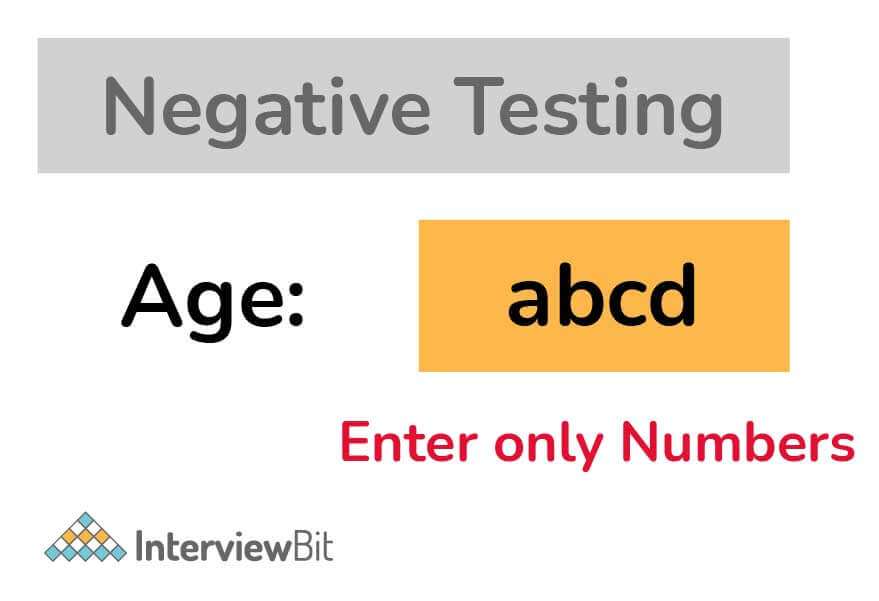 Negative Testing
Age: abcd
Enter only Numbers
InterviewBit